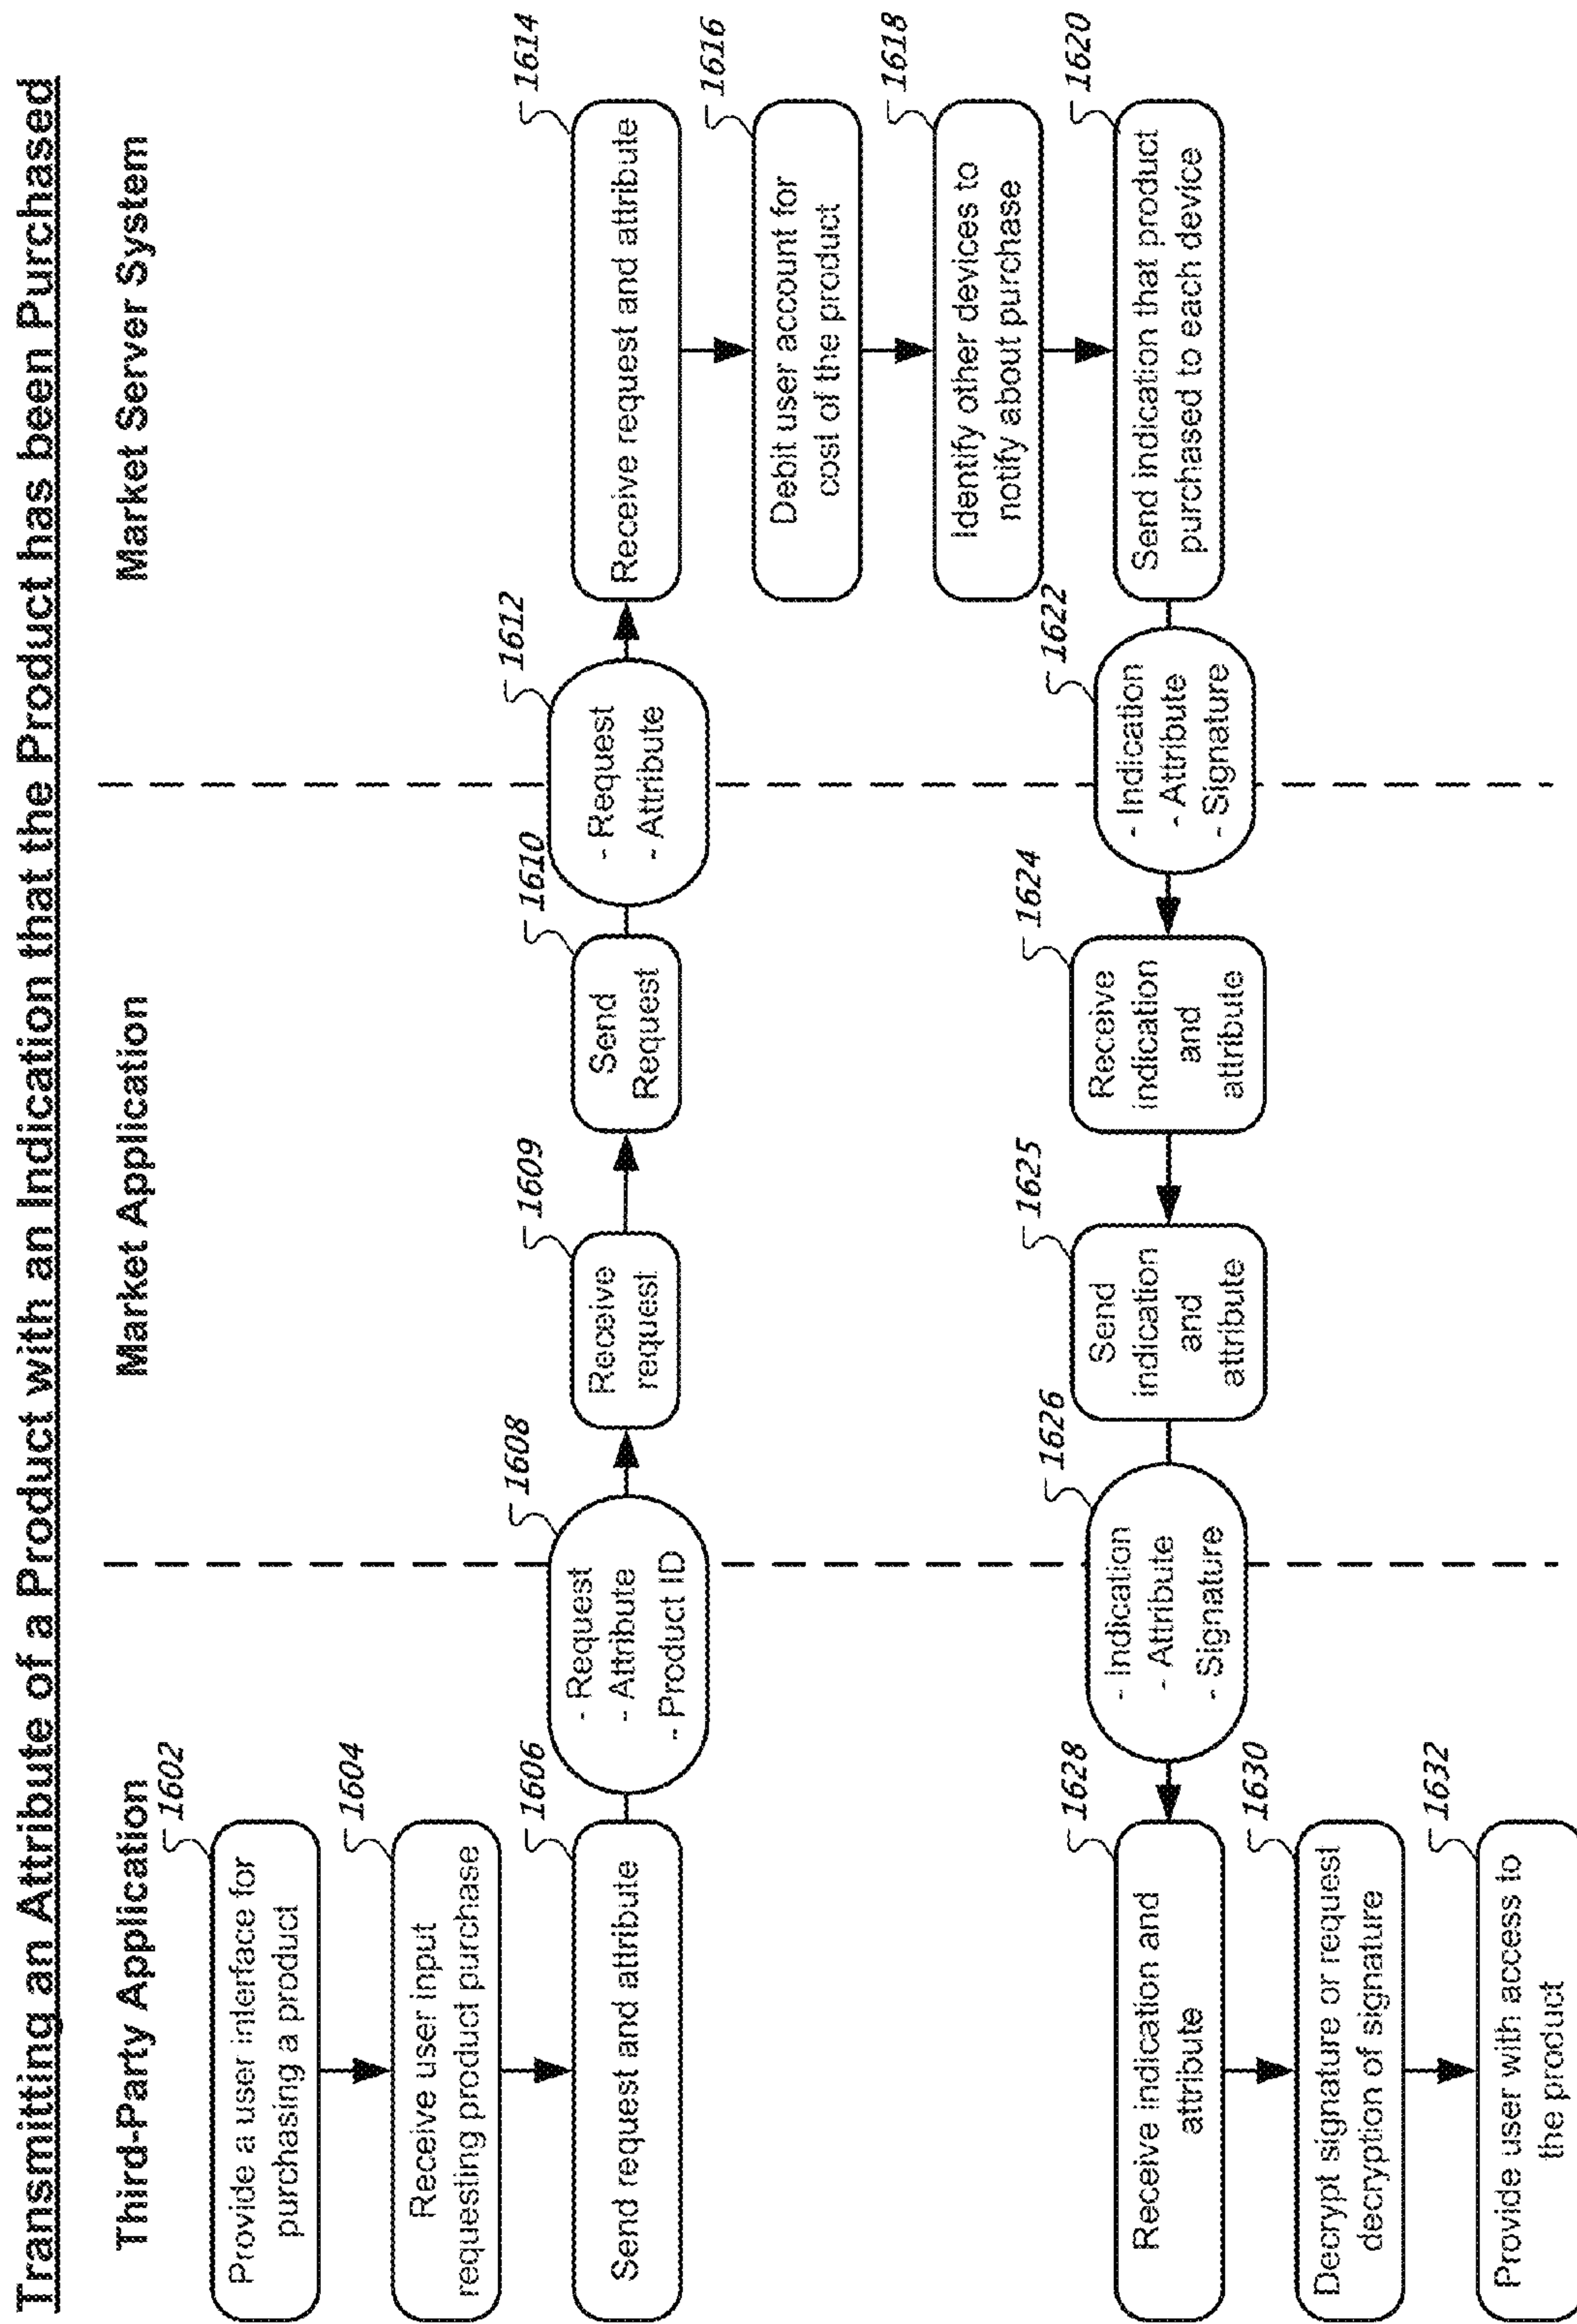 Transmitting an Attribute of a Product with an Indication that the Product has been Purchased
Third-Party Application
Market Application
Market Server System
1602
Provide a user interface for
purchasing a product
1604
Receive user input
requesting product purchase
1606
Send request and attribute
1608
- Request
- Attribute
- Product ID
1609
Receive
request
1610
Send
Request
1612
- Request
- Attribute
1614
Receive request and attribute
1616
Debit user account for
cost of the product
1618
Identify other devices to
notify about purchase
1620
Send indication that product
purchased to each device
1622
- Indication
- Attribute
- Signature
1624
Receive
indication
and
attribute
1625
Send
indication
and
attribute
1626
- Indication
- Attribute
- Signature
1628
Receive indication and
attribute
1630
Decrypt signature or request
decryption of signature
1632
Provide user with access to
the product